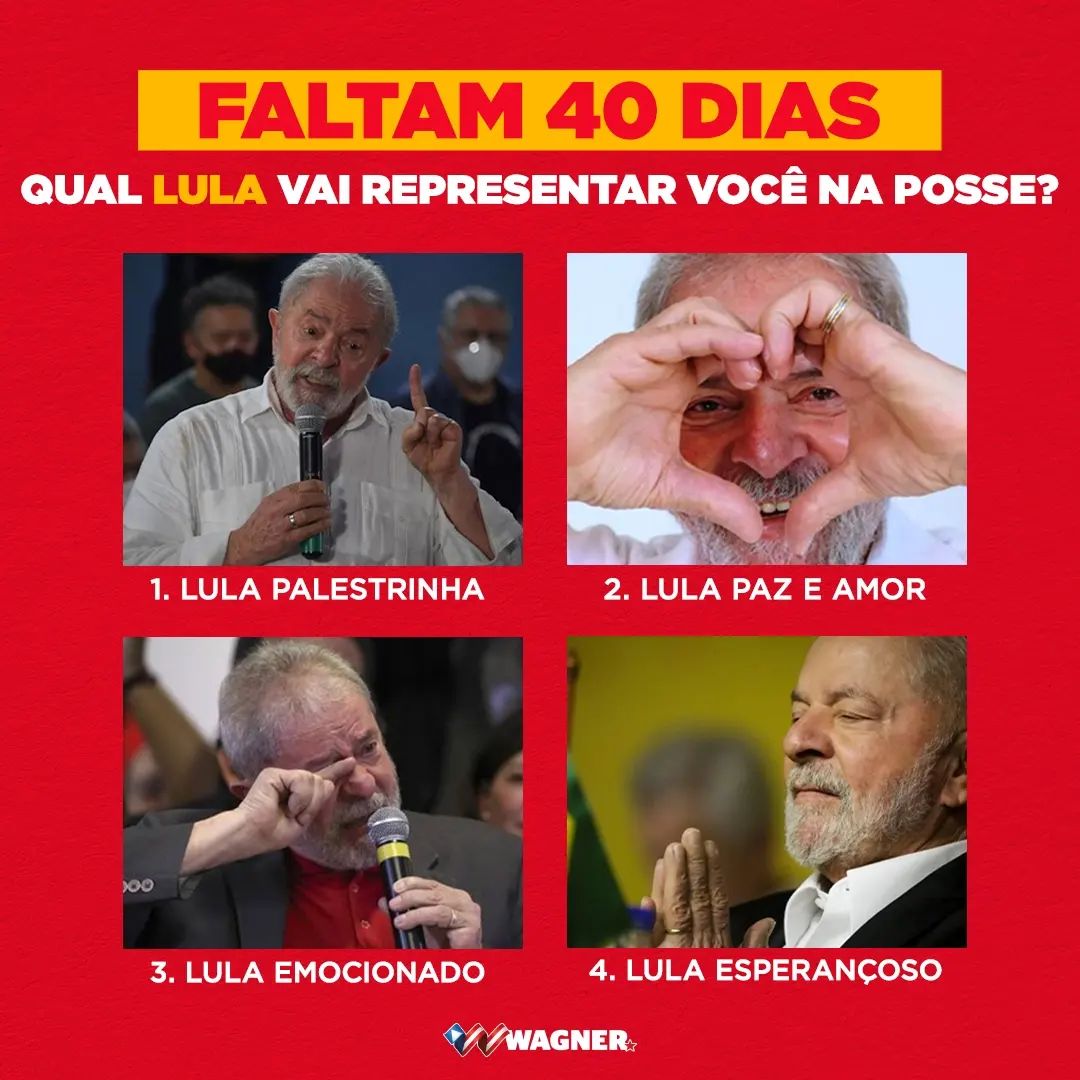 FALTAM 40 DIAS
QUAL LULA VAI REPRESENTAR VOCÊ NA POSSE?
1. LULA PALESTRINHA
2. LULA PAZ E AMOR
3. LULA EMOCIONADO
4. LULA ESPERANÇOSO
WAGNER